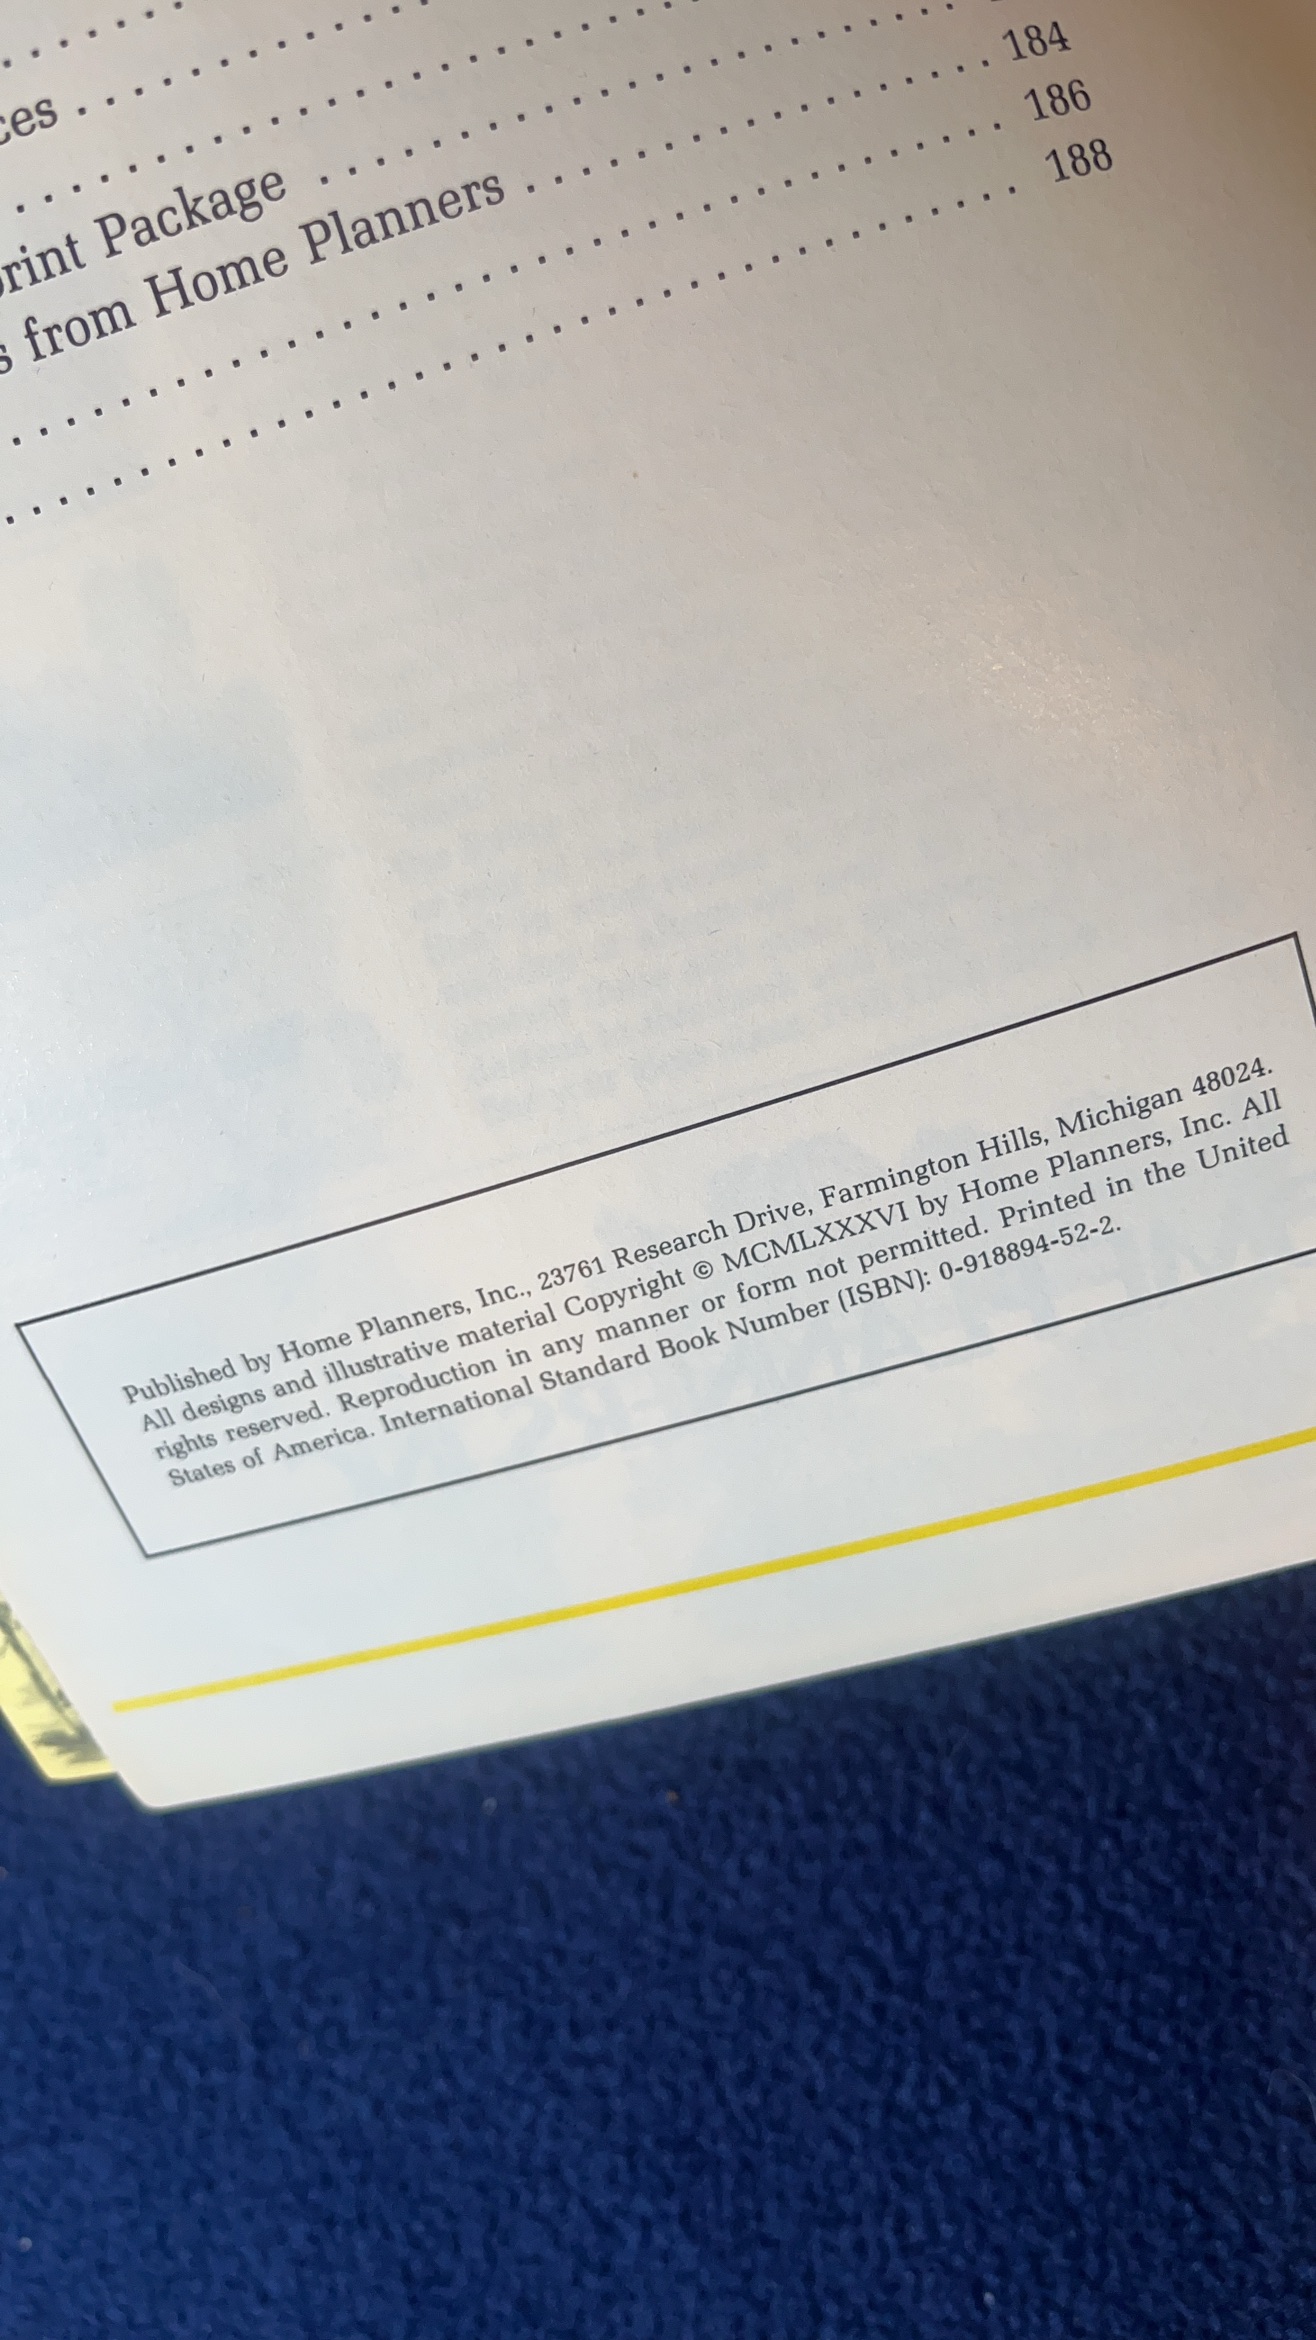 ces . . . . . . . . . . . . .
rint Package . . . . . . . . . . . . . . . . . . . . . . . .
s from Home Planners . . . . . . . . . . . . . . . . . 184
. . . . . . . . . . . . . . . . . . . . . . . . . . . . . . . . . . . . 186
. . . . . . . . . . . . . . . . . . . . . . . . . . . . . . . . . . . . . 188
Published by Home Planners, Inc., 23761 Research Drive, Farmington Hills, Michigan 48024.
All designs and illustrative material Copyright © MCMLXXXVI by Home Planners, Inc. All
rights reserved. Reproduction in any manner or form not permitted. Printed in the United
States of America. International Standard Book Number (ISBN): 0-918894-52-2.